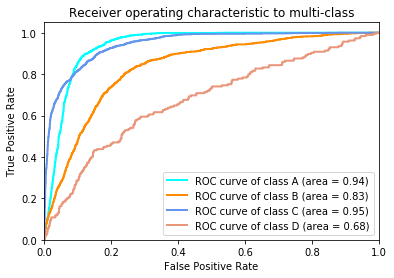 Receiver operating characteristic to multi-class
True Positive Rate
1.0
0.8
0.6
0.4
0.2
0.0
ROC curve of class A (area = 0.94)
ROC curve of class B (area = 0.83)
ROC curve of class C (area = 0.95)
ROC curve of class D (area = 0.68)
0.0 0.2 0.4 0.6 0.8 1.0
False Positive Rate